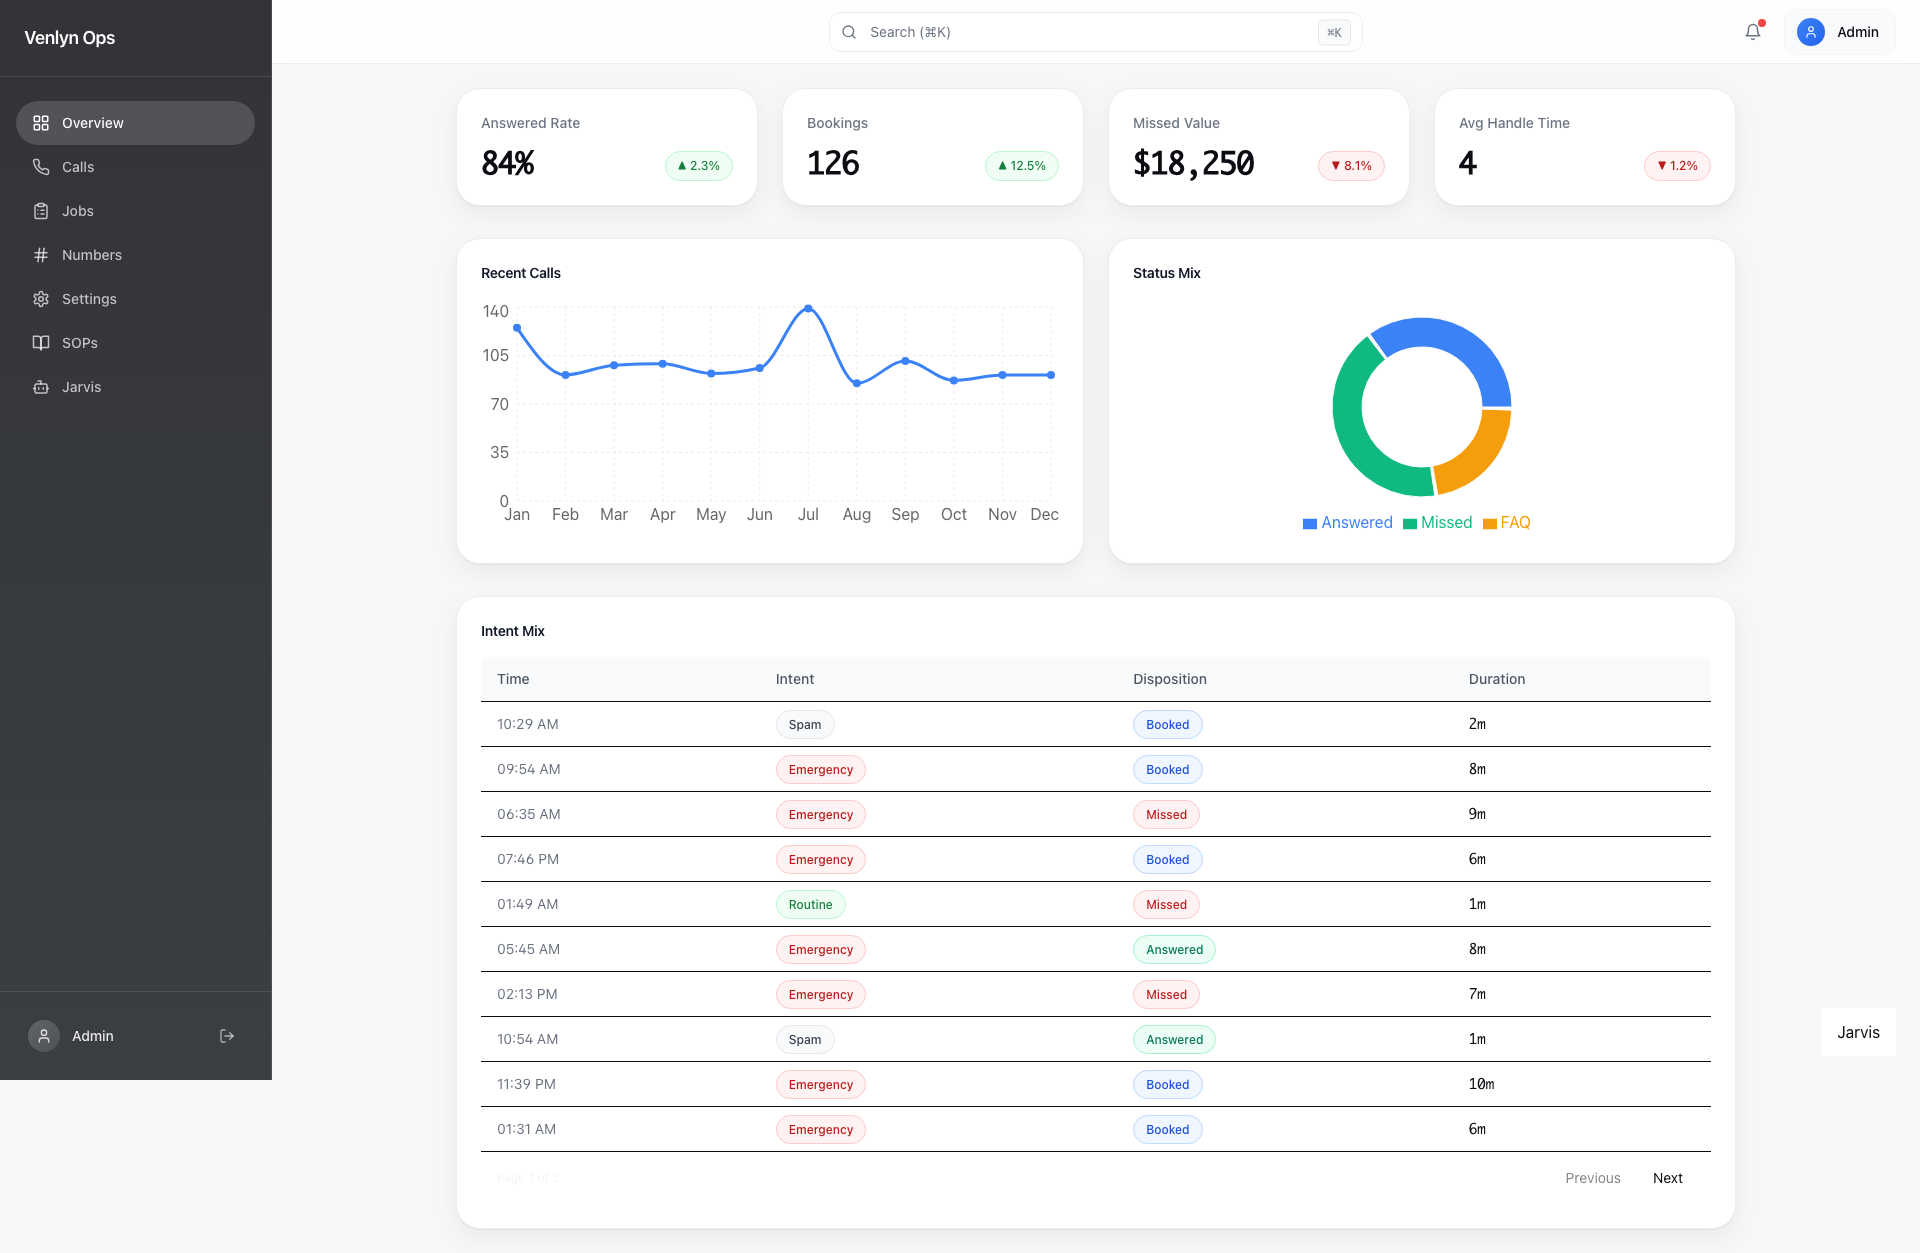 Venlyn Ops
Search (⌘K)
⌘K
Admin
Overview
Calls
Jobs
Numbers
Settings
SOPs
Jarvis
Admin
Answered Rate
84%
▲ 2.3%
Bookings
126
▲ 12.5%
Missed Value
$18,250
▼ 8.1%
Avg Handle Time
4
▼ 1.2%
Recent Calls
140
105
70
35
0
Jan Feb Mar Apr May Jun Jul Aug Sep Oct Nov Dec
Status Mix
Answered Missed FAQ
Intent Mix
Time Intent Disposition Duration
10:29 AM Spam Booked 2m
09:54 AM Emergency Booked 8m
06:35 AM Emergency Missed 9m
07:46 PM Emergency Booked 6m
01:49 AM Routine Missed 1m
05:45 AM Emergency Answered 8m
02:13 PM Emergency Missed 7m
10:54 AM Spam Answered 1m
11:39 PM Emergency Booked 10m
01:31 AM Emergency Booked 6m
Page 1 of 2 Previous Next
Jarvis